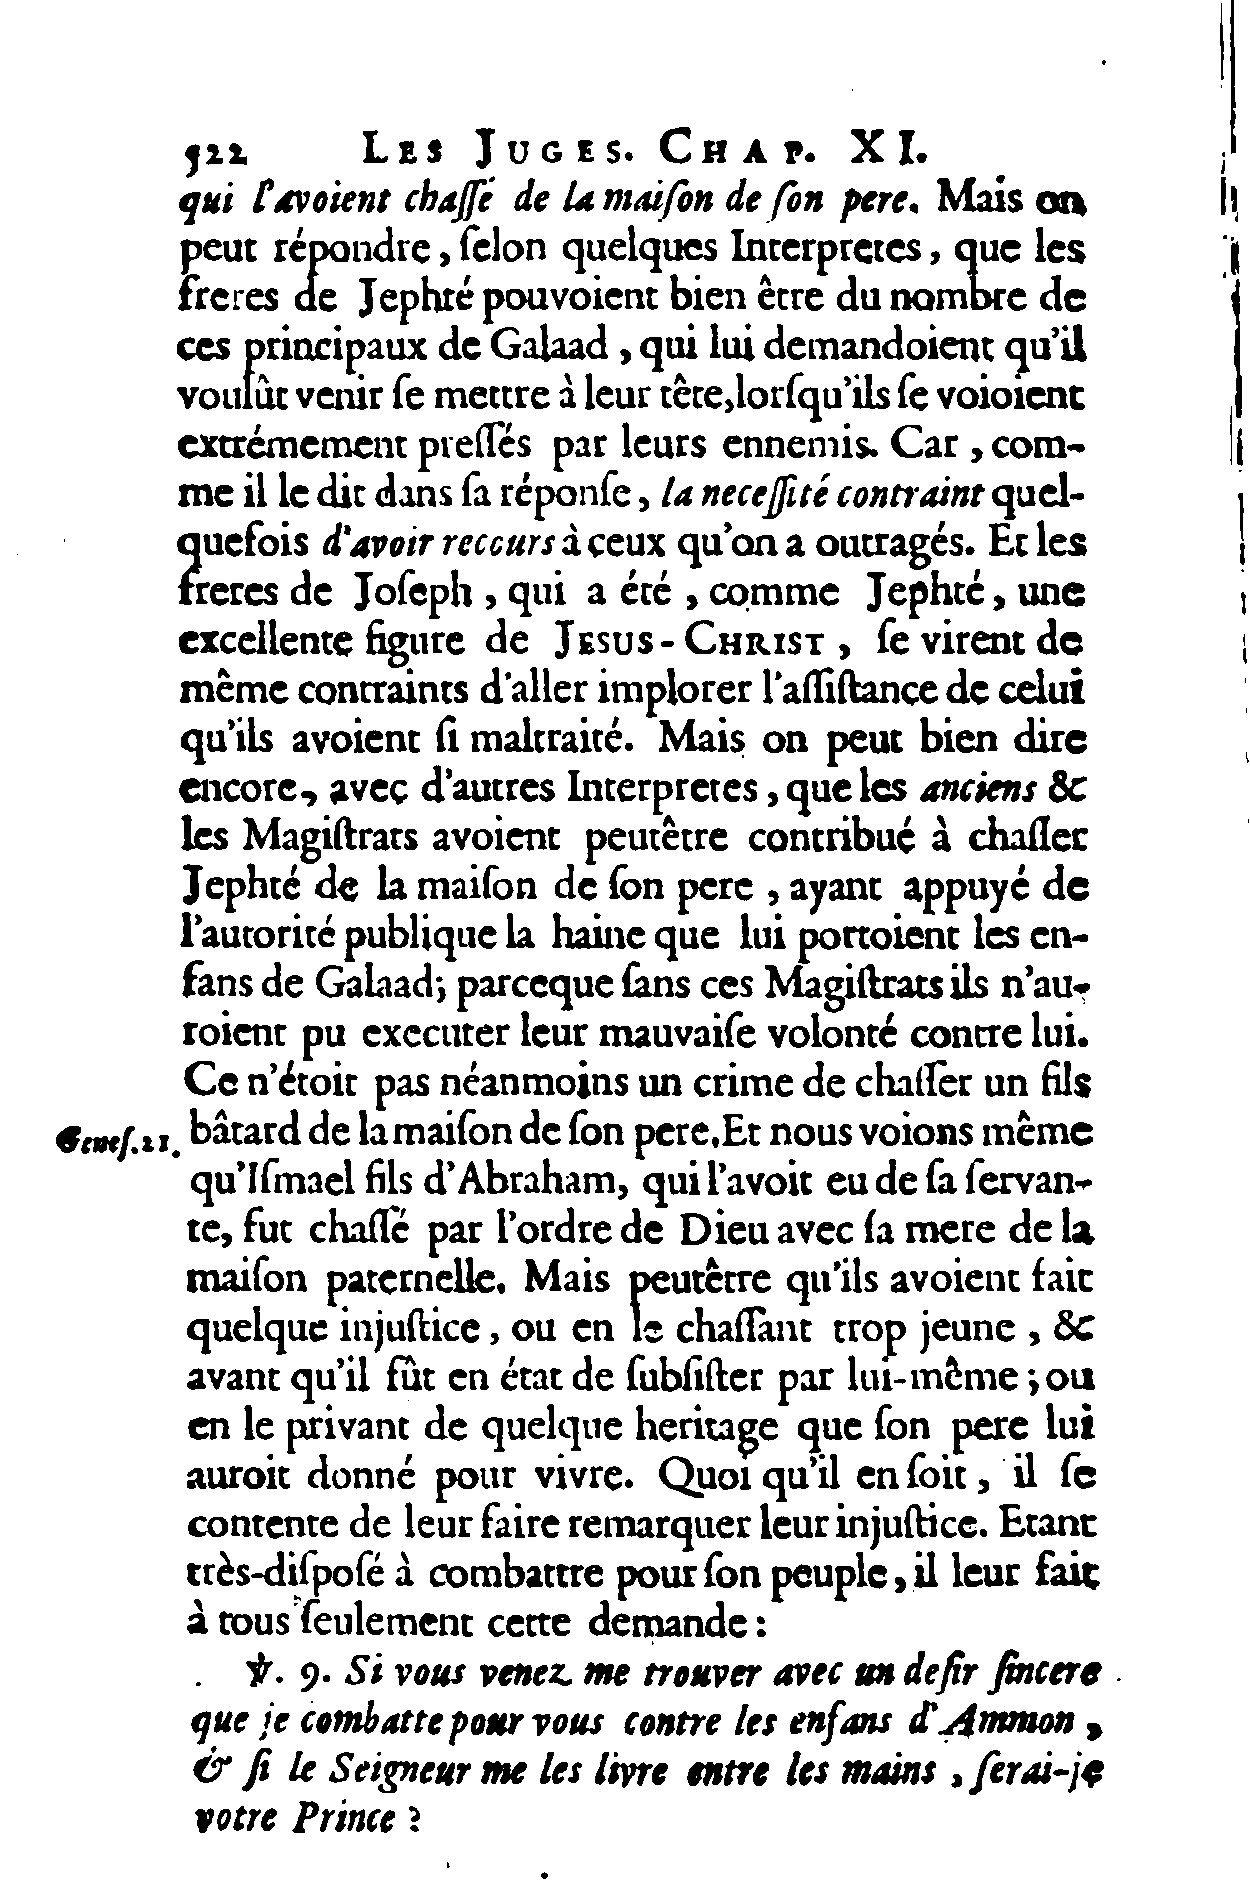 522 LES JUGES. CHAP. XI.
qui l'avoient chaſſé de la maiſon de ſon pere. Mais on
peut répondre, ſelon quelques Interpretes, que les
freres de Jephté pouvoient bien être du nombre de
ces principaux de Galaad, qui lui demandoient qu'il
voulût venir ſe mettre à leur tête, lorſqu'ils ſe voioient
extrémement preſſés par leurs ennemis. Car, com-
me il le dit dans ſa réponſe, la neceſſité contraint quel-
quefois d'avoir recours à ceux qu'on a outragés. Et les
freres de Joſeph, qui a été, comme Jephté, une
excellente figure de JESUS-CHRIST, ſe virent de
même contraints d'aller implorer l'aſſiſtance de celui
qu'ils avoient ſi maltraité. Mais on peut bien dire
encore, avec d'autres Interpretes, que les anciens &
les Magiſtrats avoient peutêtre contribué à chaſſer
Jephté de la maiſon de ſon pere, ayant appuyé de
l'autorité publique la haine que lui portoient les en-
fans de Galaad; parceque ſans ces Magiſtrats ils n'au-
roient pu executer leur mauvaiſe volonté contre lui.
Ce n'étoit pas néanmoins un crime de chaſſer un fils
Geneſ. 21. bâtard de la maiſon de ſon pere. Et nous voions même
qu'Iſmael fils d'Abraham, qui l'avoit eu de ſa ſervan-
te, fut chaſſé par l'ordre de Dieu avec ſa mere de la
maiſon paternelle. Mais peutêtre qu'ils avoient fait
quelque injuſtice, ou en le chaſſant trop jeune, &
avant qu'il fût en état de ſubſiſter par lui-même; ou
en le privant de quelque heritage que ſon pere lui
auroit donné pour vivre. Quoi qu'il en ſoit, il ſe
contente de leur faire remarquer leur injuſtice. Etant
très-diſpoſé à combattre pour ſon peuple, il leur fait
à tous ſeulement cette demande:
℣. 9. Si vous venez me trouver avec un deſir ſincere
que je combatte pour vous contre les enfans d'Ammon,
& ſi le Seigneur me les livre entre les mains, ſerai-je
votre Prince?